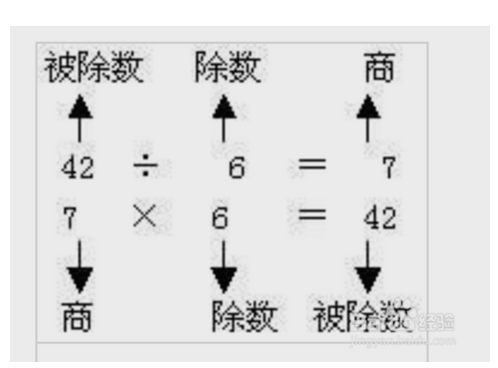 被除数 除数 商
42 ÷ 6 = 7
7 × 6 = 42
商 除数 被除数